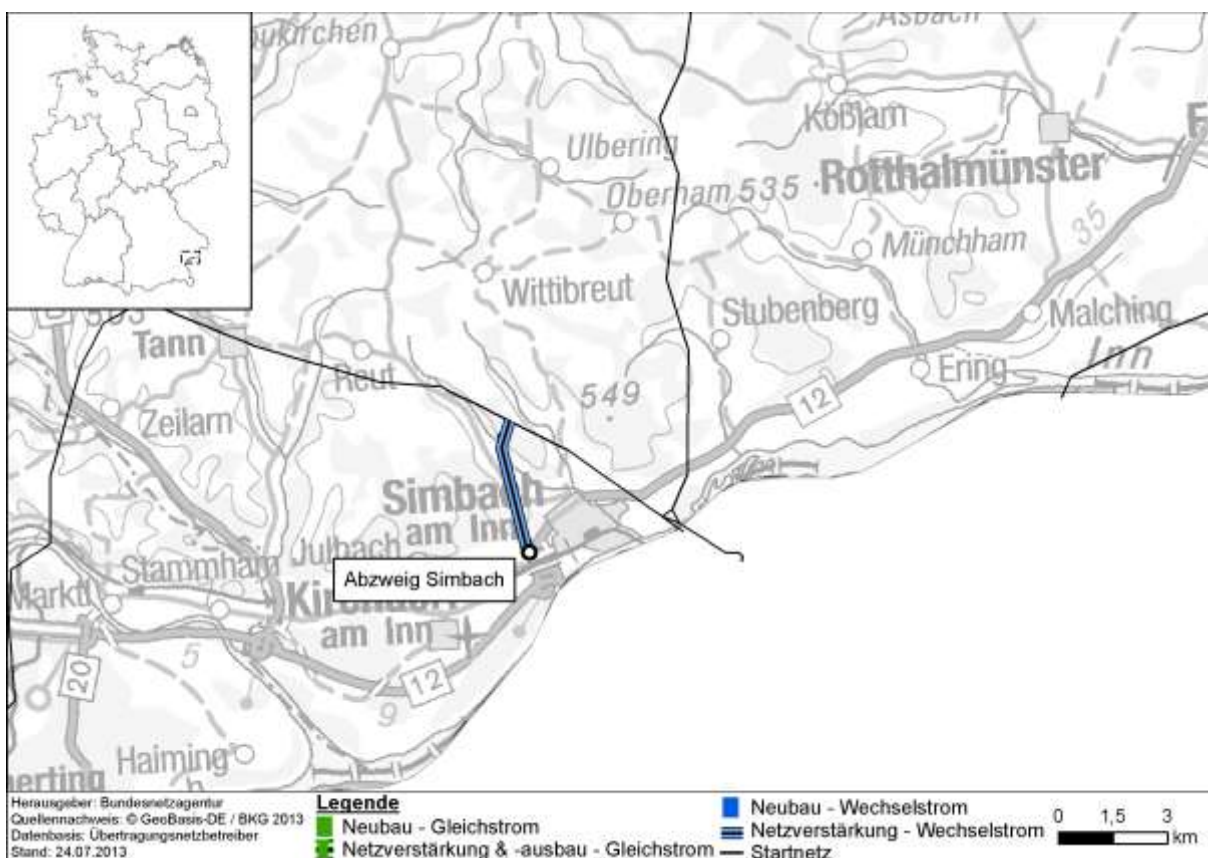 Asbach
Kößlarn
Ulbering
Rotthalmünster
Oberham 535
Münchham
35
Wittibreut
Stubenberg
Malching
Tann
Reut
Ering
Inn
549
12
Zeilarn
Simbach
am Inn
Julbach
Stammham
Abzweig Simbach
Marktl
am Inn
5
20
12
9
Haiming
Herausgeber: Bundesnetzagentur
Quellennachweis: © GeoBasis-DE / BKG 2013
Datenbasis: Übertragungsnetzbetreiber
Stand: 24.07.2013
Legende
Neubau - Gleichstrom
Netzverstärkung & -ausbau - Gleichstrom
Neubau - Wechselstrom
Netzverstärkung - Wechselstrom
Startnetz
0 1,5 3
km